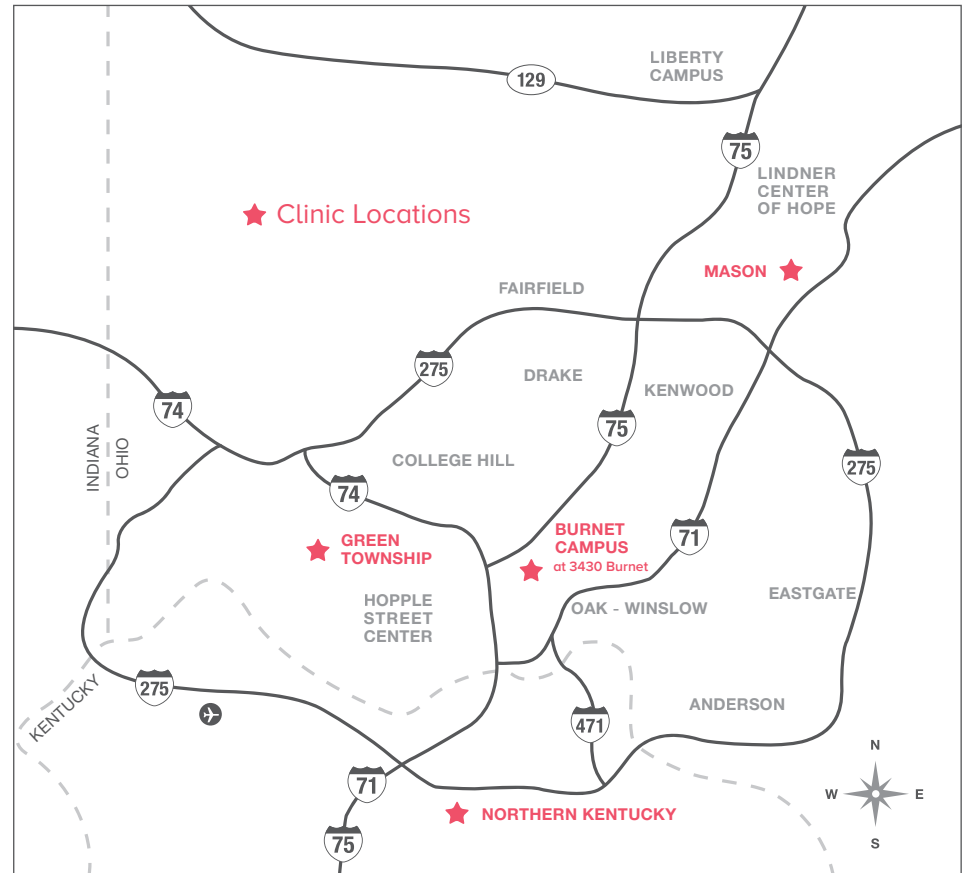 LIBERTY
CAMPUS
129
75
LINDNER
CENTER
OF HOPE
Clinic Locations
MASON
FAIRFIELD
275
DRAKE
KENWOOD
74
75
INDIANA
OHIO
COLLEGE HILL
275
74
GREEN
TOWNSHIP
BURNET
CAMPUS
at 3430 Burnet
71
HOPPLE
STREET
CENTER
OAK - WINSLOW
EASTGATE
KENTUCKY
275
471
ANDERSON
71
NORTHERN KENTUCKY
75
N
W
E
S